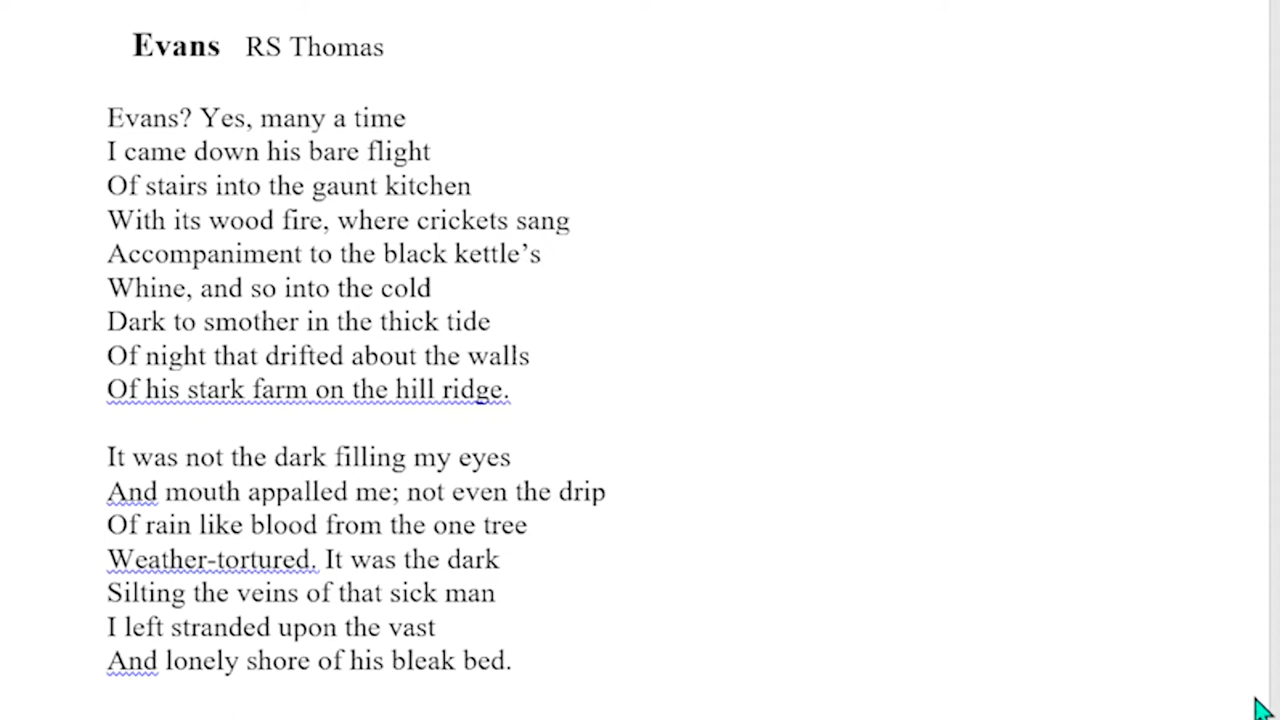 Evans RS Thomas
Evans? Yes, many a time
I came down his bare flight
Of stairs into the gaunt kitchen
With its wood fire, where crickets sang
Accompaniment to the black kettle’s
Whine, and so into the cold
Dark to smother in the thick tide
Of night that drifted about the walls
Of his stark farm on the hill ridge.
It was not the dark filling my eyes
And mouth appalled me; not even the drip
Of rain like blood from the one tree
Weather-tortured. It was the dark
Silting the veins of that sick man
I left stranded upon the vast
And lonely shore of his bleak bed.